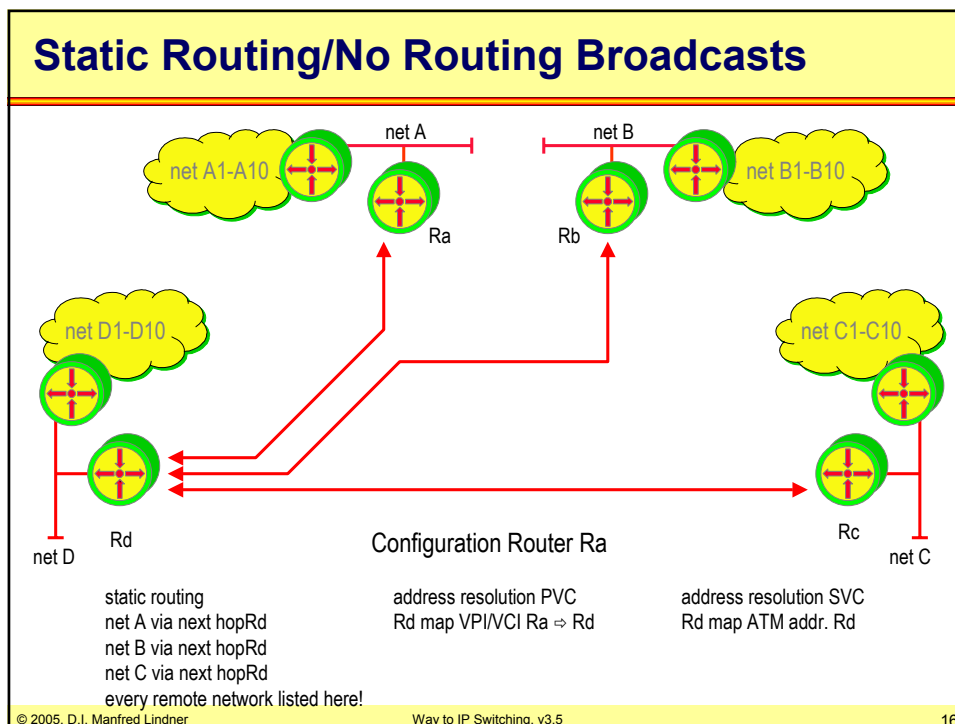 Static Routing/No Routing Broadcasts
net A
net B
net A1-A10
net B1-B10
Ra
Rb
net D1-D10
net C1-C10
Rd
Rc
net D
net C
Configuration Router Ra
static routing
net A via next hopRd
net B via next hopRd
net C via next hopRd
every remote network listed here!
address resolution PVC
Rd map VPI/VCI Ra ⇨ Rd
address resolution SVC
Rd map ATM addr. Rd
© 2005, D.I. Manfred Lindner
Way to IP Switching, v3.5
16